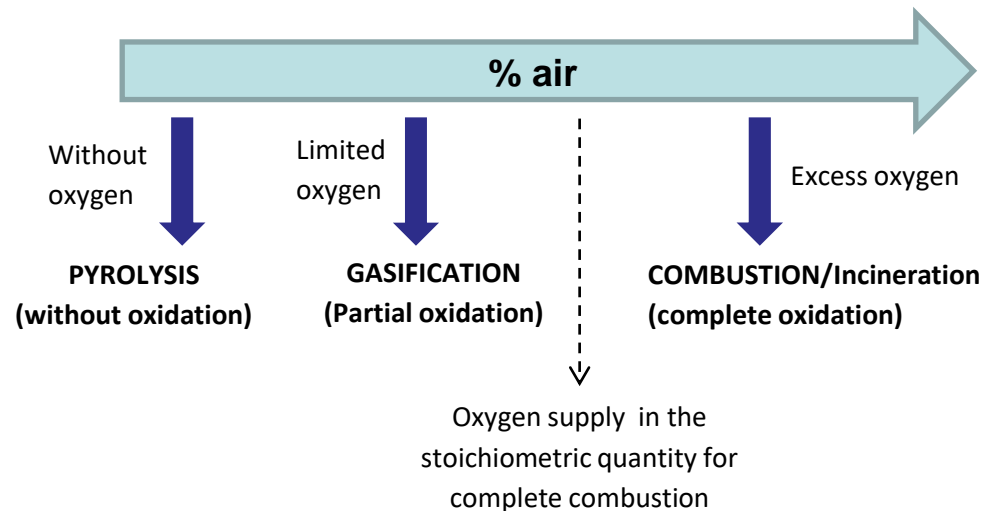 % air
Without
oxygen
Limited
oxygen
Excess oxygen
PYROLYSIS
(without oxidation)
GASIFICATION
(Partial oxidation)
COMBUSTION/Incineration
(complete oxidation)
Oxygen supply in the
stoichiometric quantity for
complete combustion